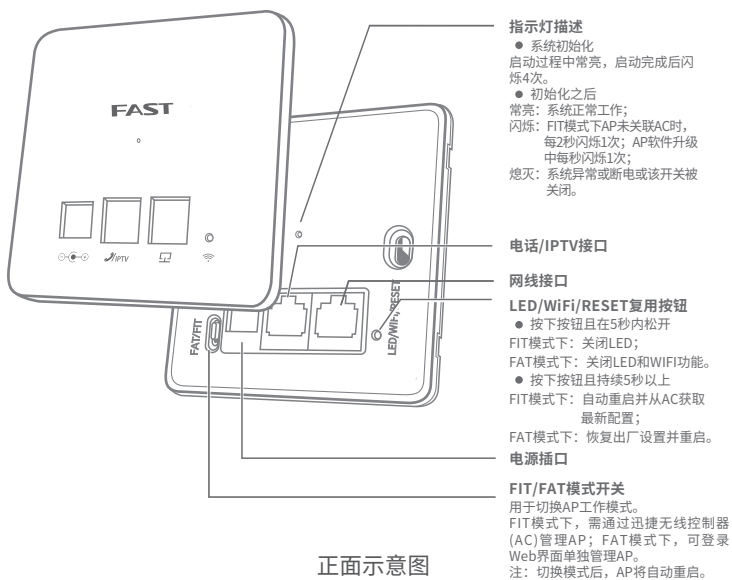 FAST
IPTV
FAT/FIT
LED/WIFI/RESET
指示灯描述
● 系统初始化
启动过程中常亮，启动完成后闪
烁4次。
● 初始化之后
常亮：系统正常工作；
闪烁：FIT模式下AP未关联AC时，
每2秒闪烁1次；AP软件升级
中每秒闪烁1次；
熄灭：系统异常或断电或该开关被
关闭。
电话/IPTV接口
网线接口
LED/WiFi/RESET复用按钮
● 按下按钮且在5秒内松开
FIT模式下：关闭LED；
FAT模式下：关闭LED和WIFI功能。
● 按下按钮且持续5秒以上
FIT模式下：自动重启并从AC获取
最新配置；
FAT模式下：恢复出厂设置并重启。
电源插口
FIT/FAT模式开关
用于切换AP工作模式。
FIT模式下，需通过迅捷无线控制器
(AC)管理AP；FAT模式下，可登录
Web界面单独管理AP。
注：切换模式后，AP将自动重启。
正面示意图